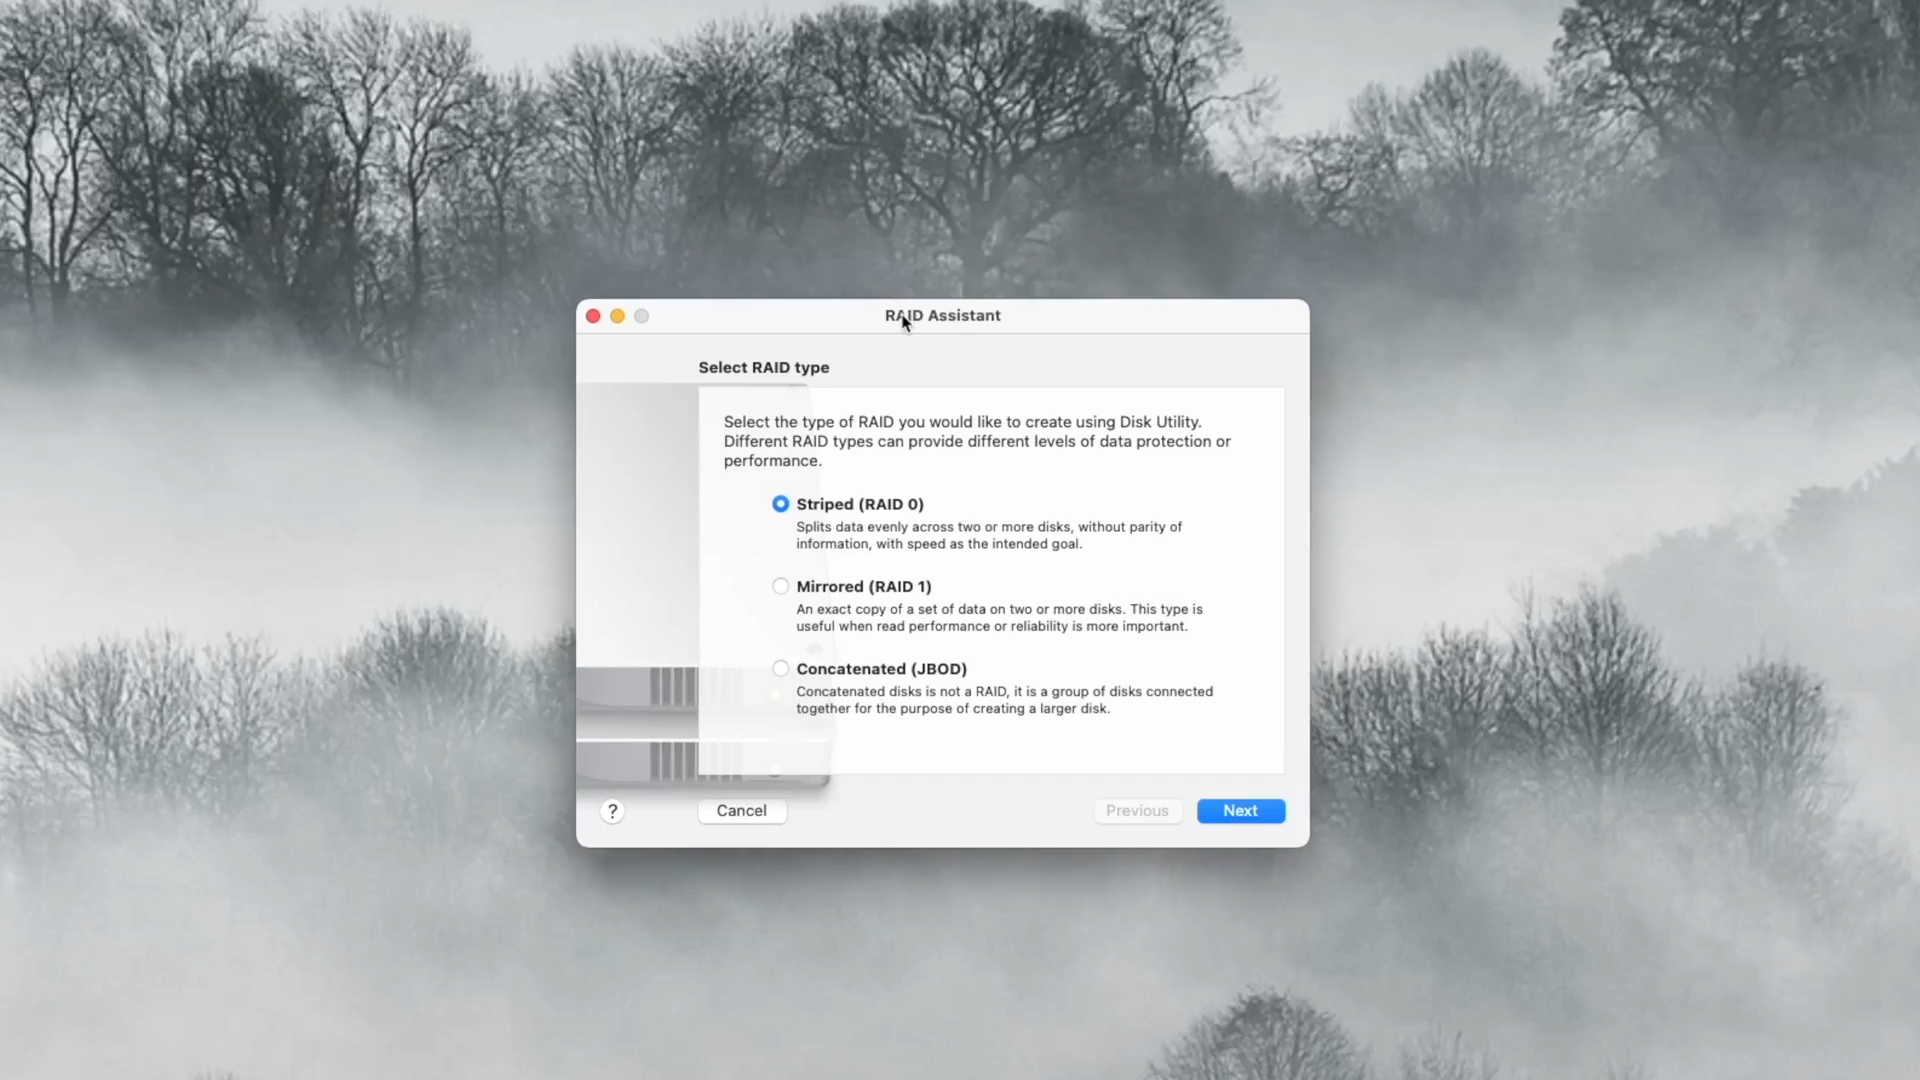 RAID Assistant
Select RAID type
Select the type of RAID you would like to create using Disk Utility.
Different RAID types can provide different levels of data protection or
performance.
Striped (RAID 0)
Splits data evenly across two or more disks, without parity of
information, with speed as the intended goal.
Mirrored (RAID 1)
An exact copy of a set of data on two or more disks. This type is
useful when read performance or reliability is more important.
Concatenated (JBOD)
Concatenated disks is not a RAID, it is a group of disks connected
together for the purpose of creating a larger disk.
?
Cancel
Previous
Next